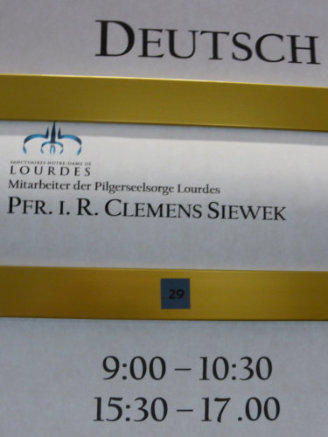 DEUTSCH
SANCTUAIRES NOTRE-DAME DE
LOURDES
Mitarbeiter der Pilgerseelsorge Lourdes
PFR. I. R. CLEMENS SIEWEK
29
9:00 – 10:30
15:30 – 17.00